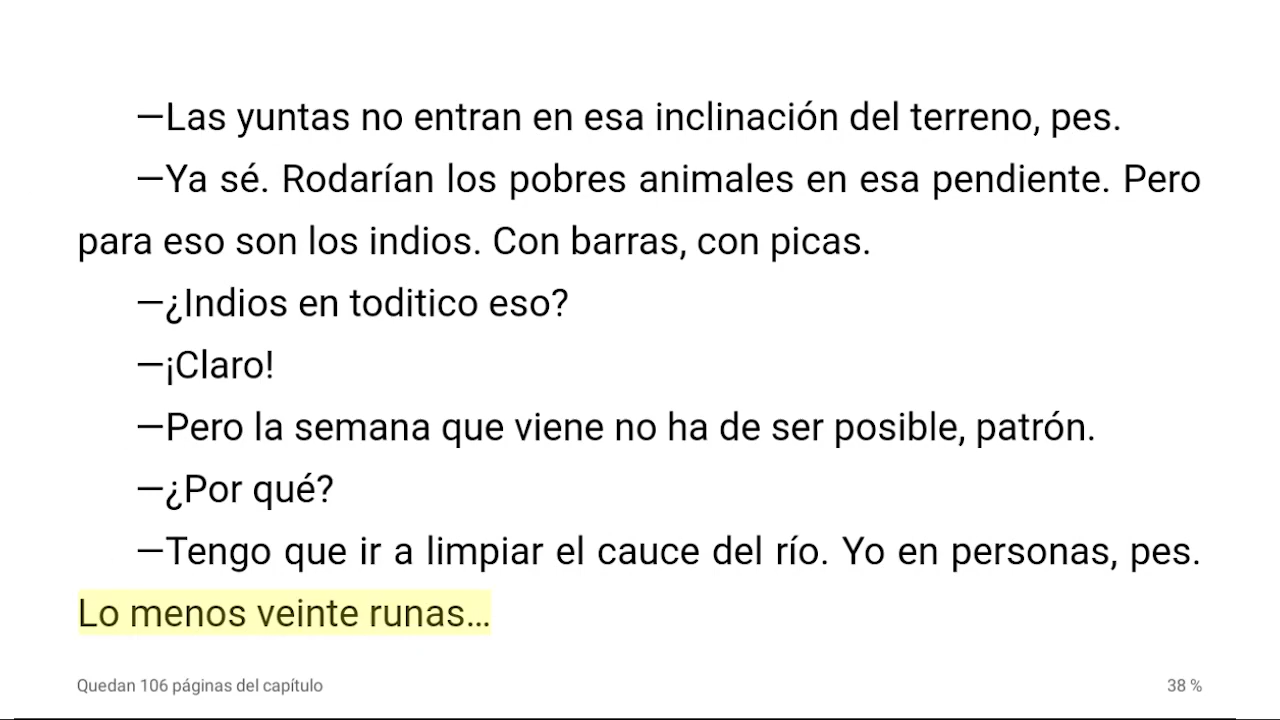 —Las yuntas no entran en esa inclinación del terreno, pes.
—Ya sé. Rodarían los pobres animales en esa pendiente. Pero
para eso son los indios. Con barras, con picas.
—¿Indios en toditico eso?
—¡Claro!
—Pero la semana que viene no ha de ser posible, patrón.
—¿Por qué?
—Tengo que ir a limpiar el cauce del río. Yo en personas, pes.
Lo menos veinte runas...
Quedan 106 páginas del capítulo
38 %